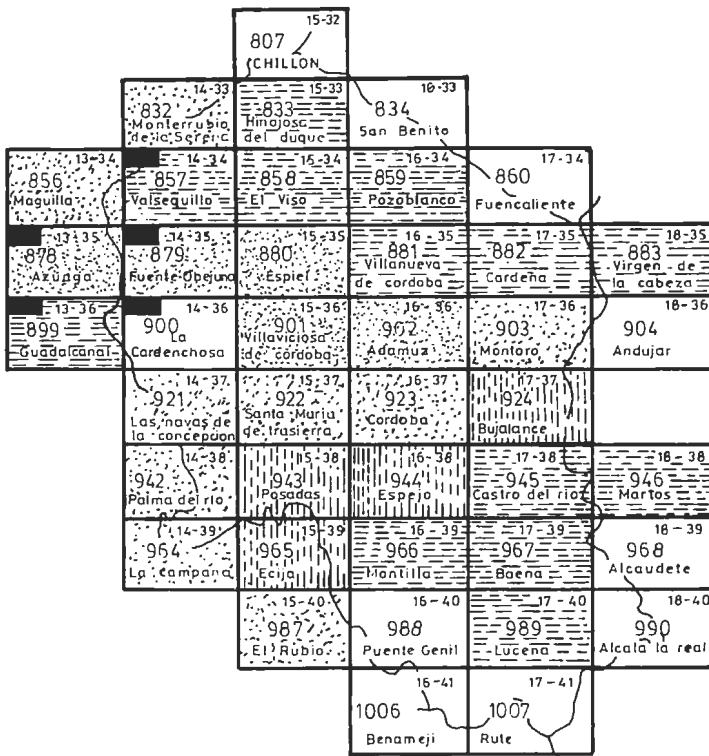 15-32
807
CHILLON
14-33
832
Monterrubio
de la Serena
15-33
833
Hinajosa
del duque
16-33
834
San Benito
13-34
856
Maguilla
14-34
857
Valsequillo
15-34
858
El Viso
16-34
859
Pozoblanco
17-34
860
Fuencaliente
13-35
878
Azuaga
14-35
879
Fuente Obejuna
15-35
880
Espiel
16-35
881
Villanueva
de cordoba
17-35
882
Cardeña
18-35
883
Virgen de
la cabeza
13-36
899
Guadalcanal
14-36
900
La
Cardenchosa
15-36
901
Villaviciosa
de cordoba
16-36
902
Adamuz
17-36
903
Montoro
18-36
904
Andujar
14-37
921
Las navas de
la concepcion
15-37
922
Santa Maria
de trasierra
16-37
923
Cordoba
17-37
924
Bujalance
14-38
942
Palma del rio
15-38
943
Posadas
16-38
944
Espejo
17-38
945
Castro del rio
18-38
946
Martos
14-39
964
La campana
15-39
965
Ecija
16-39
966
Montilla
17-39
967
Baena
18-39
968
Alcaudete
15-40
987
El Rubio
16-40
988
Puente Genil
17-40
989
Lucena
18-40
990
Alcala la real
16-41
1006
Benameji
17-41
1007
Rute